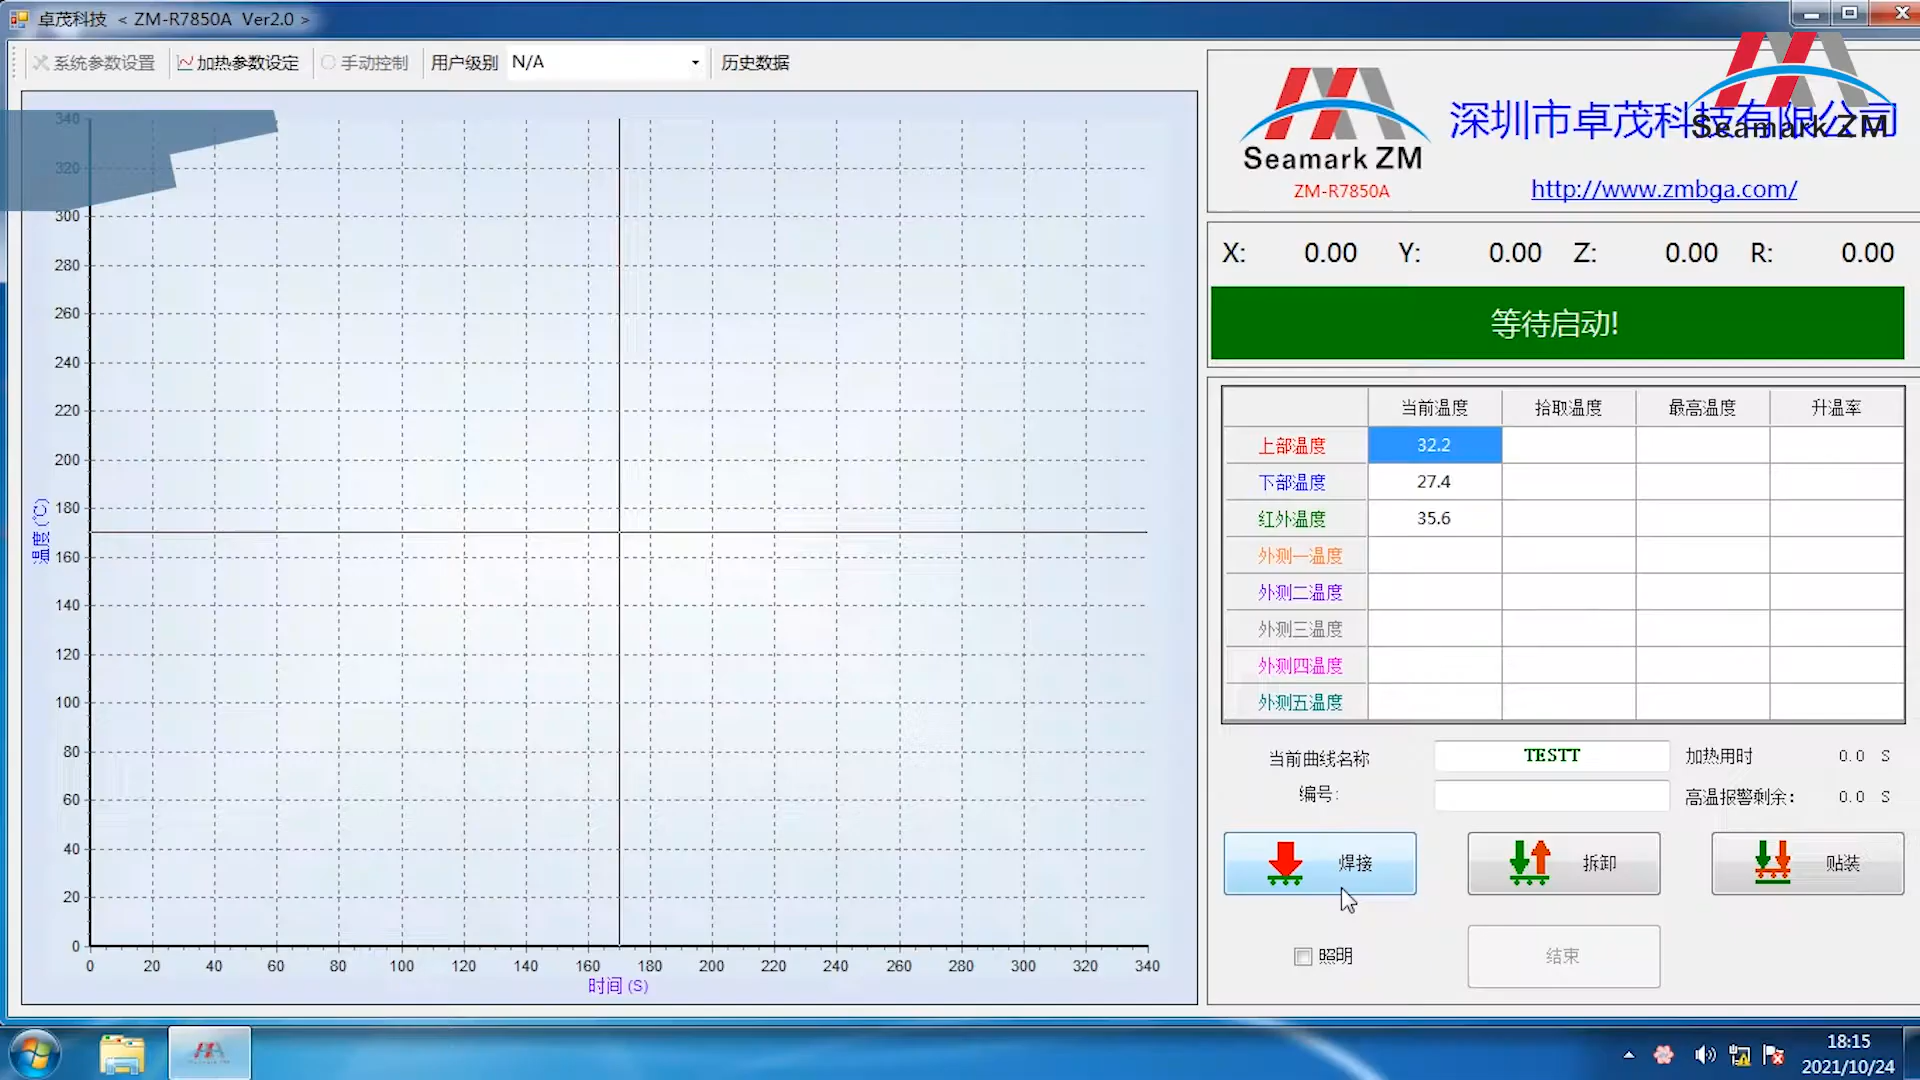 卓茂科技 < ZM-R7850A Ver2.0 >
系统参数设置 加热参数设定 手动控制 用户级别 N/A 历史数据
Seamark ZM
ZM-R7850A
深圳市卓茂科技有限公司
Seamark ZM
http://www.zmbga.com/
X: 0.00 Y: 0.00 Z: 0.00 R: 0.00
等待启动!
当前温度 拾取温度 最高温度 升温率
上部温度 32.2
下部温度 27.4
红外温度 35.6
外测一温度
外测二温度
外测三温度
外测四温度
外测五温度
当前曲线名称 TESTT 加热用时 0.0 S
编号: 高温报警剩余: 0.0 S
焊接 拆卸 贴装
照明 结束
340
320
300
280
260
240
220
200
180
160
140
120
100
80
60
40
20
0
温度 (℃)
0 20 40 60 80 100 120 140 160 180 200 220 240 260 280 300 320 340
时间 (S)
18:15
2021/10/24